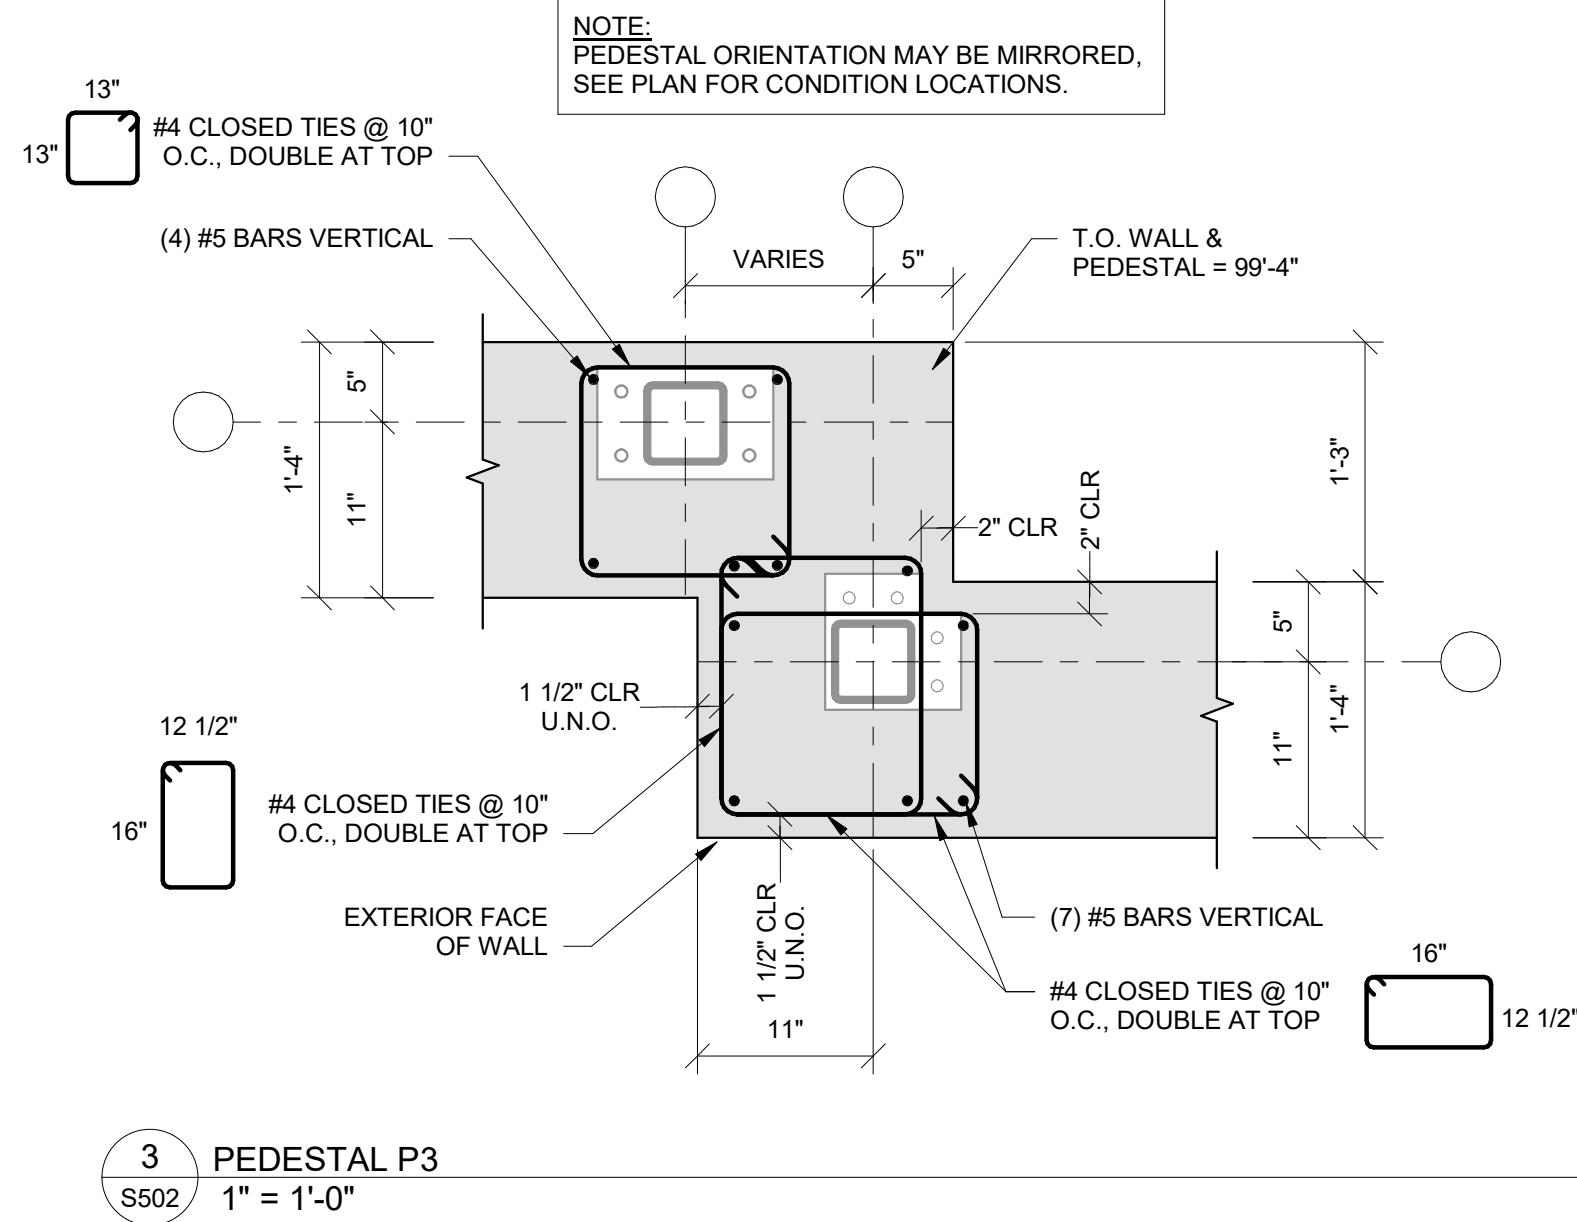 NOTE:
PEDESTAL ORIENTATION MAY BE MIRRORED,
SEE PLAN FOR CONDITION LOCATIONS.
13"
13"
#4 CLOSED TIES @ 10"
O.C., DOUBLE AT TOP
(4) #5 BARS VERTICAL
VARIES
5"
T.O. WALL &
PEDESTAL = 99'-4"
5"
1'-4"
11"
1'-3"
2" CLR
2" CLR
5"
1'-4"
11"
1 1/2" CLR
U.N.O.
12 1/2"
16"
#4 CLOSED TIES @ 10"
O.C., DOUBLE AT TOP
EXTERIOR FACE
OF WALL
1 1/2" CLR
U.N.O.
11"
(7) #5 BARS VERTICAL
#4 CLOSED TIES @ 10"
O.C., DOUBLE AT TOP
16"
12 1/2"
3
S502
PEDESTAL P3
1" = 1'-0"